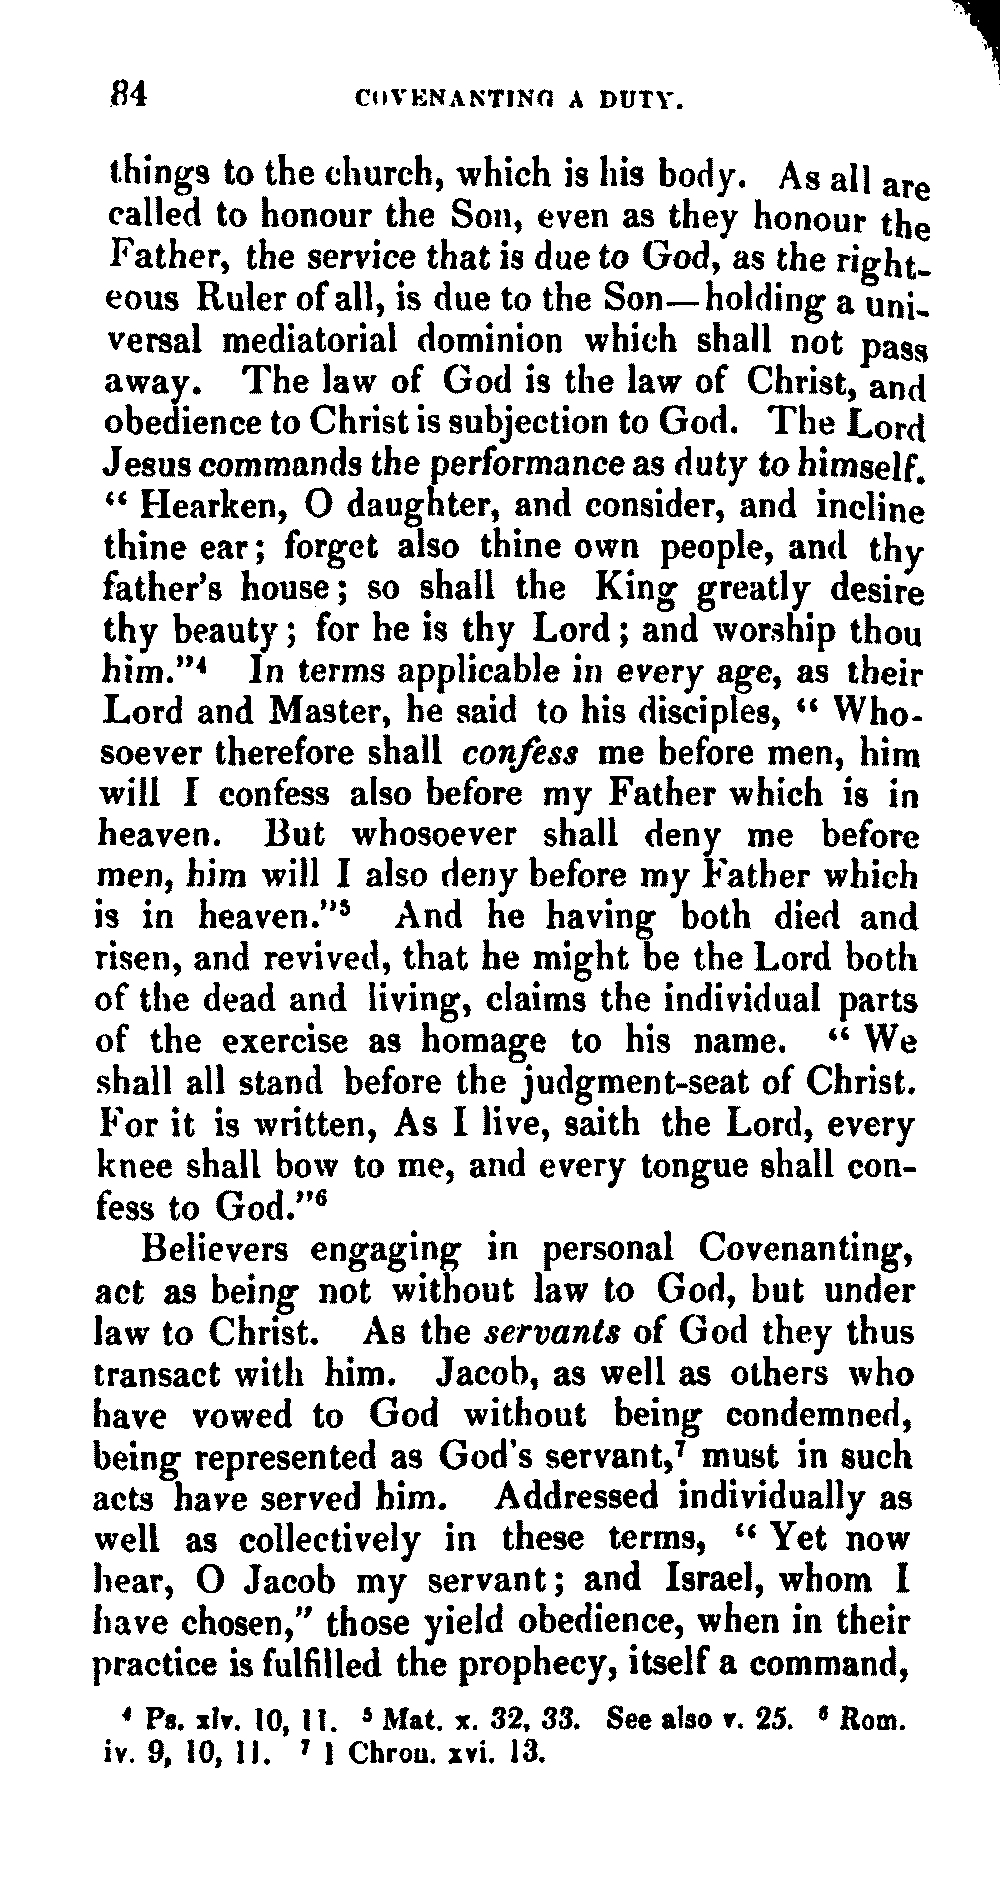 84 COVENANTING A DUTY.
things to the church, which is his body. As all are
called to honour the Son, even as they honour the
Father, the service that is due to God, as the right-
eous Ruler of all, is due to the Son—holding a uni-
versal mediatorial dominion which shall not pass
away. The law of God is the law of Christ, and
obedience to Christ is subjection to God. The Lord
Jesus commands the performance as duty to himself.
“ Hearken, O daughter, and consider, and incline
thine ear; forget also thine own people, and thy
father's house; so shall the King greatly desire
thy beauty; for he is thy Lord; and worship thou
him."⁴ In terms applicable in every age, as their
Lord and Master, he said to his disciples, “ Who-
soever therefore shall confess me before men, him
will I confess also before my Father which is in
heaven. But whosoever shall deny me before
men, him will I also deny before my Father which
is in heaven."⁵ And he having both died and
risen, and revived, that he might be the Lord both
of the dead and living, claims the individual parts
of the exercise as homage to his name. “ We
shall all stand before the judgment-seat of Christ.
For it is written, As I live, saith the Lord, every
knee shall bow to me, and every tongue shall con-
fess to God."⁶
Believers engaging in personal Covenanting,
act as being not without law to God, but under
law to Christ. As the servants of God they thus
transact with him. Jacob, as well as others who
have vowed to God without being condemned,
being represented as God's servant,⁷ must in such
acts have served him. Addressed individually as
well as collectively in these terms, “ Yet now
hear, O Jacob my servant; and Israel, whom I
have chosen," those yield obedience, when in their
practice is fulfilled the prophecy, itself a command,
⁴ Ps. xlv. 10, 11. ⁵ Mat. x. 32, 33. See also v. 25. ⁶ Rom.
iv. 9, 10, 11. ⁷ 1 Chron. xvi. 13.